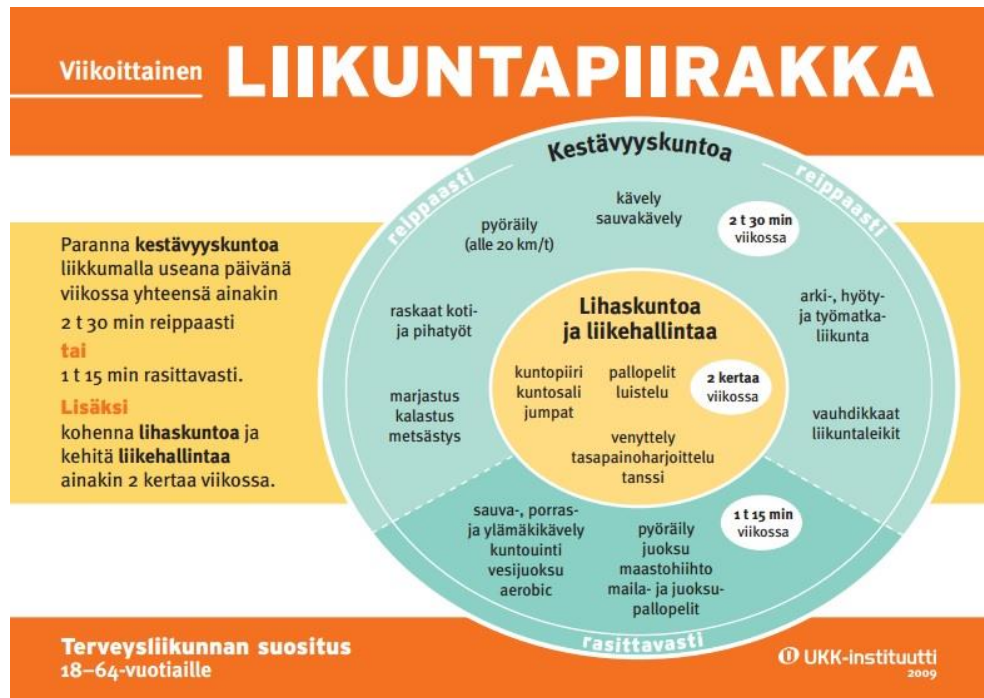 Viikoittainen LIIKUNTAPIIRAKKA
Paranna kestävyyskuntoa
liikkumalla useana päivänä
viikossa yhteensä ainakin
2 t 30 min reippaasti
tai
1 t 15 min rasittavasti.
Lisäksi
kohenna lihaskuntoa ja
kehitä liikehallintaa
ainakin 2 kertaa viikossa.
Kestävyyskuntoa
reippaasti
reippaasti
kävely
sauvakävely
2 t 30 min
viikossa
pyöräily
(alle 20 km/t)
raskaat koti-
ja pihatyöt
arki-, hyöty-
ja työmatka-
liikunta
marjastus
kalastus
metsästys
vauhdikkaat
liikuntaleikit
Lihaskuntoa
ja liikehallintaa
kuntopiiri
kuntosali
jumpat
pallopelit
luistelu
2 kertaa
viikossa
venyttely
tasapainoharjoittelu
tanssi
sauva-, porras-
ja ylämäkikävely
kuntouinti
vesijuoksu
aerobic
pyöräily
juoksu
maastohiihto
maila- ja juoksu-
pallopelit
1 t 15 min
viikossa
rasittavasti
Terveysliikunnan suositus
18–64-vuotiaille
UKK-instituutti
2009